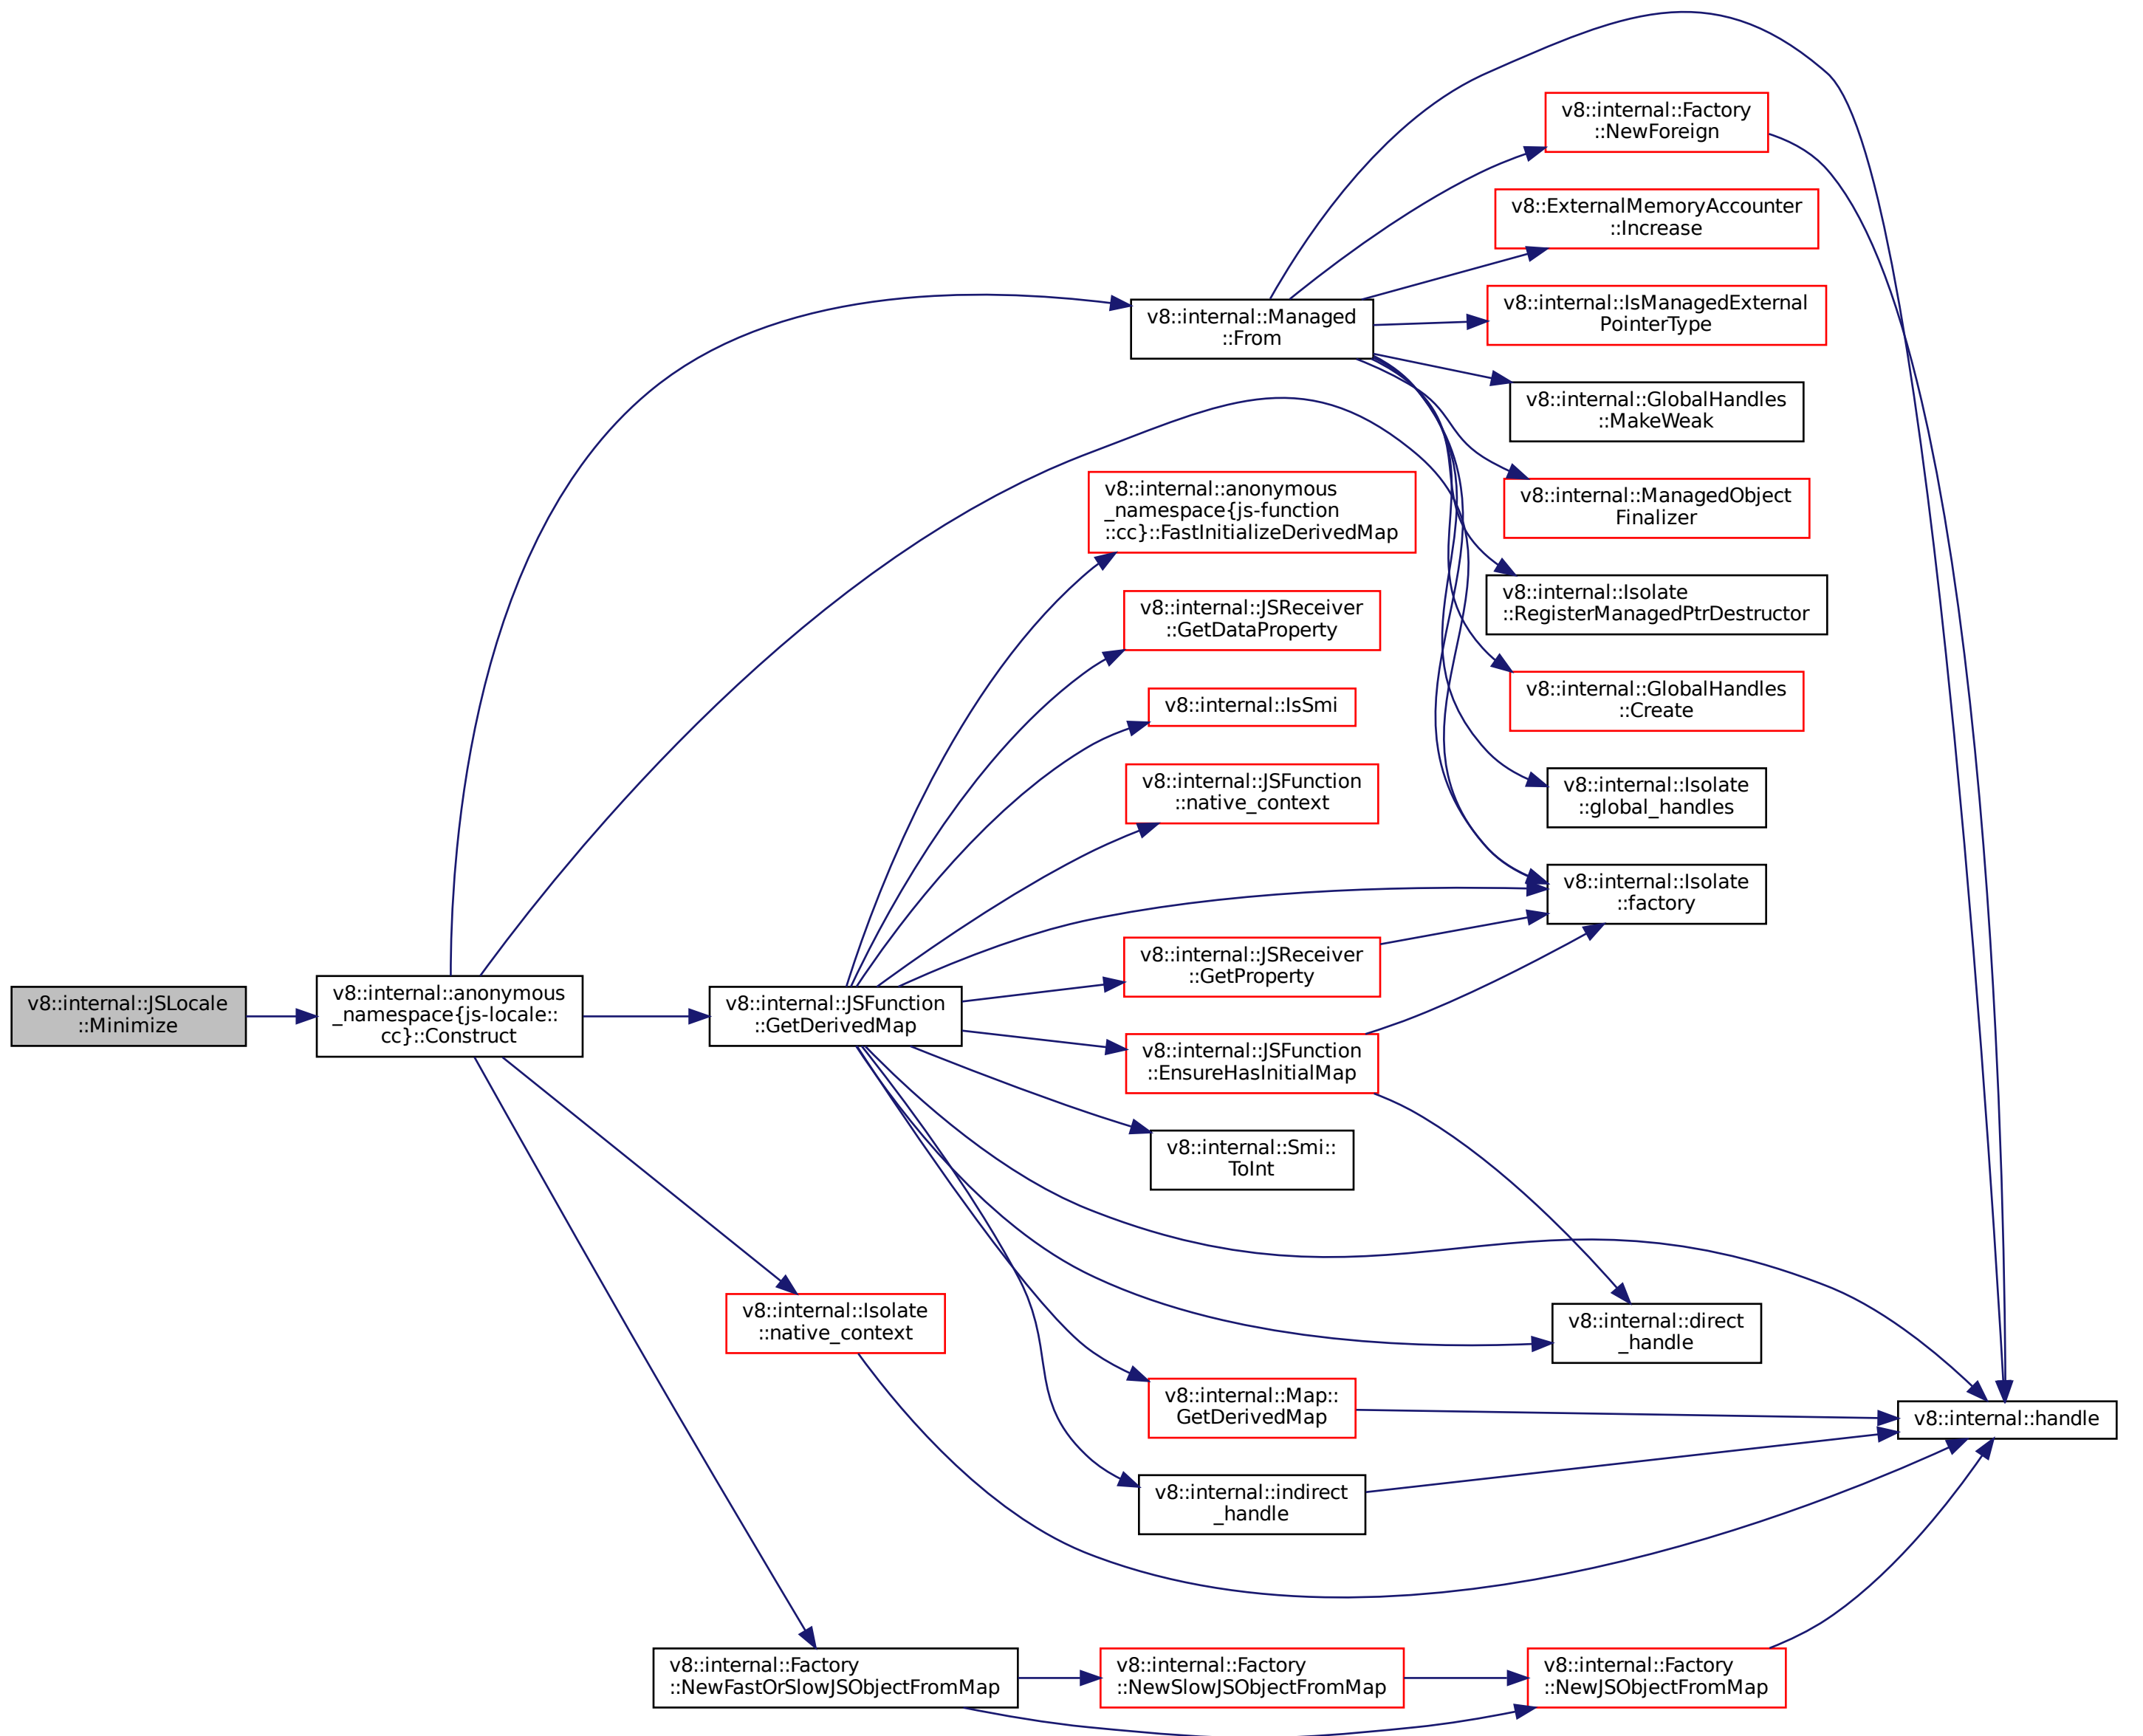 v8::internal::JSLocale
::Minimize
v8::internal::anonymous
_namespace{js-locale::
cc}::Construct
v8::internal::Managed
::From
v8::internal::Factory
::NewForeign
v8::ExternalMemoryAccounter
::Increase
v8::internal::IsManagedExternal
PointerType
v8::internal::GlobalHandles
::MakeWeak
v8::internal::ManagedObject
Finalizer
v8::internal::Isolate
::RegisterManagedPtrDestructor
v8::internal::GlobalHandles
::Create
v8::internal::Isolate
::global_handles
v8::internal::Isolate
::factory
v8::internal::anonymous
_namespace{js-function
::cc}::FastInitializeDerivedMap
v8::internal::JSReceiver
::GetDataProperty
v8::internal::IsSmi
v8::internal::JSFunction
::native_context
v8::internal::JSFunction
::GetDerivedMap
v8::internal::JSReceiver
::GetProperty
v8::internal::JSFunction
::EnsureHasInitialMap
v8::internal::Smi::
ToInt
v8::internal::direct
_handle
v8::internal::Map::
GetDerivedMap
v8::internal::indirect
_handle
v8::internal::handle
v8::internal::Isolate
::native_context
v8::internal::Factory
::NewFastOrSlowJSObjectFromMap
v8::internal::Factory
::NewSlowJSObjectFromMap
v8::internal::Factory
::NewJSObjectFromMap